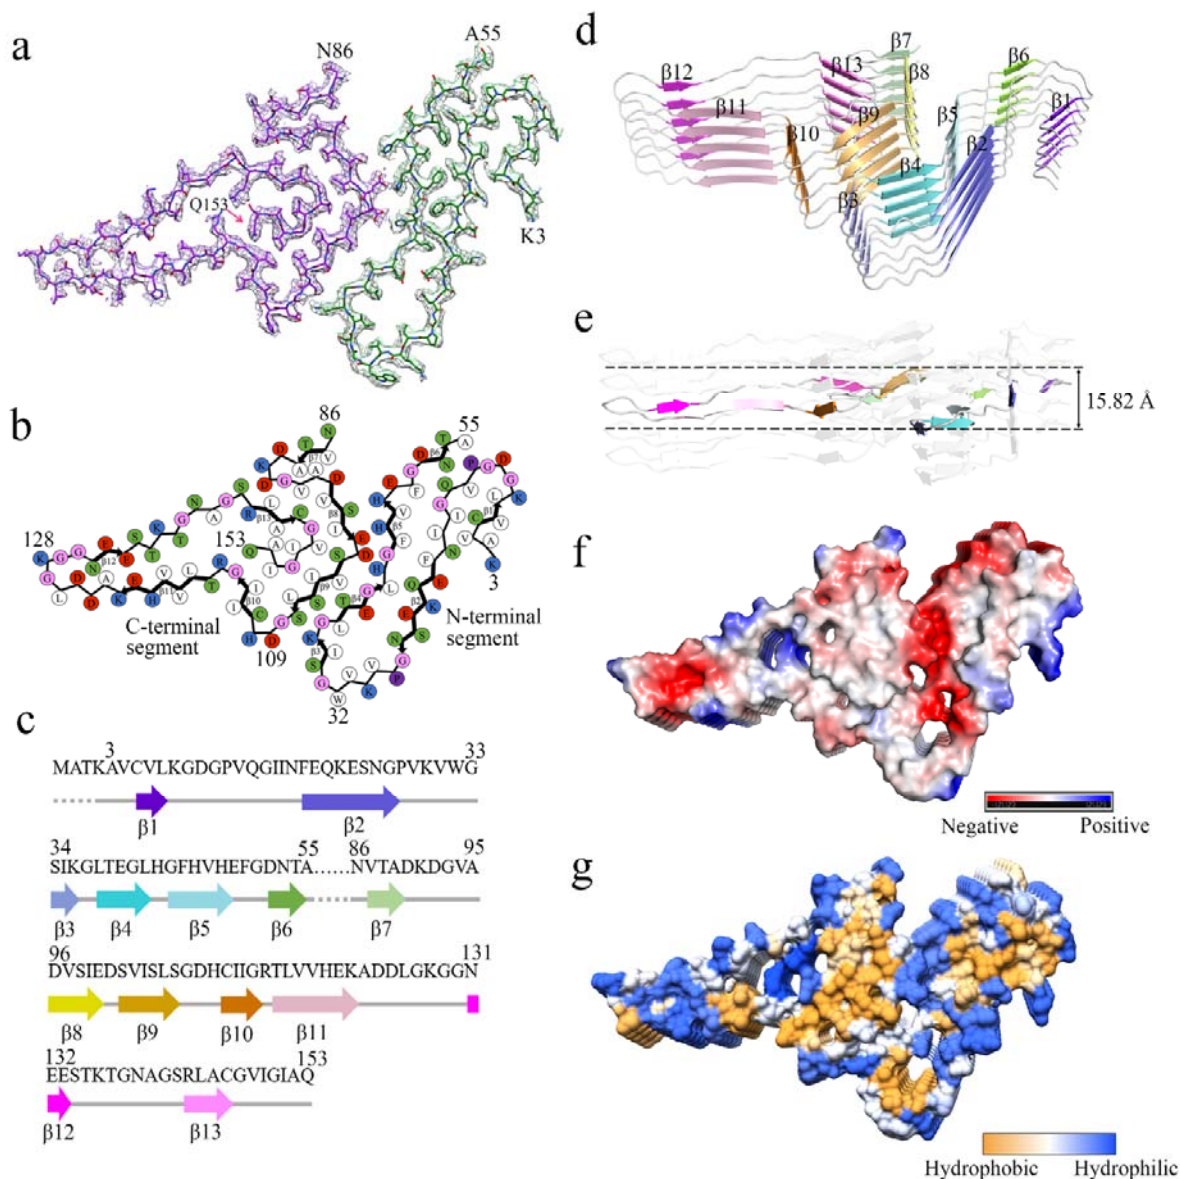 a
N86
A55
Q153
K3
b
86
55
128
153
3
C-terminal
segment
109
N-terminal
segment
32
c
3 33
MATKAVCVLKGDGPVQGIINFEQKESNGPVKVWG
β1 β2
34 55 86 95
SIKGLTEGLHGFHVHEFGDNTA......NVTADKDGVA
β3 β4 β5 β6 β7
96 131
DVSIEDSVISLSGDHCIIGRTLVVHEKADDLGKGGN
β8 β9 β10 β11
132 153
EESTKTGNAGSRLACGVIGIAQ
β12 β13
d
β12 β11 β13 β7 β8 β6
β10 β9 β5 β1
β4 β2
β3
e
15.82 Å
f
Negative Positive
g
Hydrophobic Hydrophilic